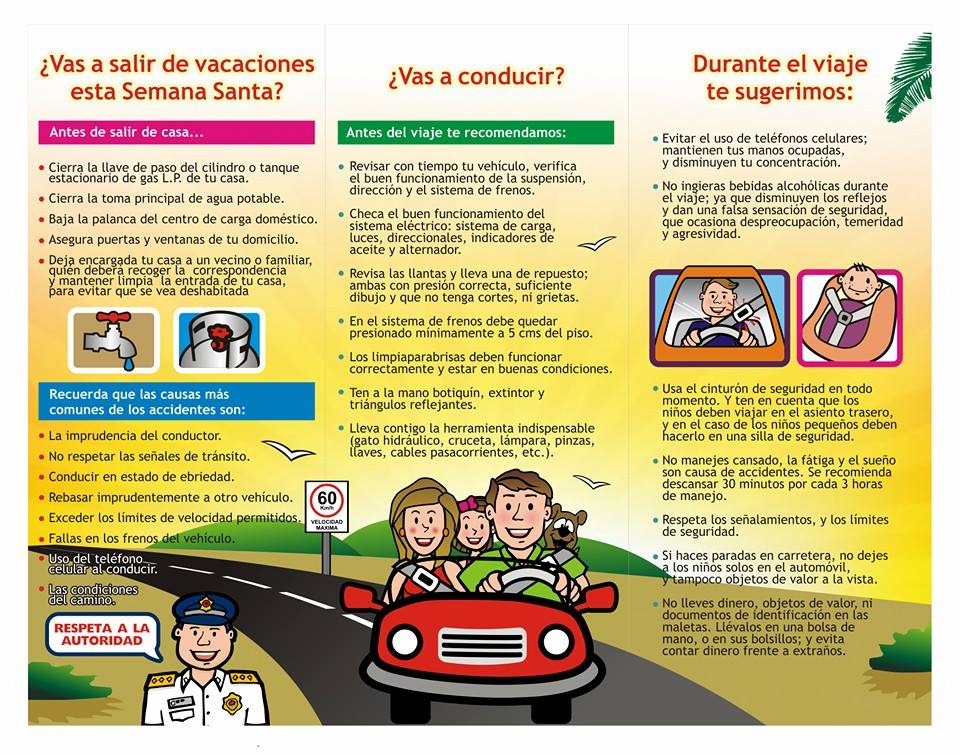 ¿Vas a salir de vacaciones
esta Semana Santa?
Antes de salir de casa...
• Cierra la llave de paso del cilindro o tanque
estacionario de gas L.P. de tu casa.
• Cierra la toma principal de agua potable.
• Baja la palanca del centro de carga doméstico.
• Asegura puertas y ventanas de tu domicilio.
• Deja encargada tu casa a un vecino o familiar,
quien deberá recoger la correspondencia
y mantener limpia la entrada de tu casa,
para evitar que se vea deshabitada
Recuerda que las causas más
comunes de los accidentes son:
• La imprudencia del conductor.
• No respetar las señales de tránsito.
• Conducir en estado de ebriedad.
• Rebasar imprudentemente a otro vehículo.
• Exceder los límites de velocidad permitidos.
• Fallas en los frenos del vehículo.
• Uso del teléfono
celular al conducir.
• Las condiciones
del camino.
RESPETA A LA
AUTORIDAD
¿Vas a conducir?
Antes del viaje te recomendamos:
• Revisar con tiempo tu vehículo, verifica
el buen funcionamiento de la suspensión,
dirección y el sistema de frenos.
• Checa el buen funcionamiento del
sistema eléctrico: sistema de carga,
luces, direccionales, indicadores de
aceite y alternador.
• Revisa las llantas y lleva una de repuesto;
ambas con presión correcta, suficiente
dibujo y que no tenga cortes, ni grietas.
• En el sistema de frenos debe quedar
presionado mínimamente a 5 cms del piso.
• Los limpiaparabrisas deben funcionar
correctamente y estar en buenas condiciones.
• Ten a la mano botiquín, extintor y
triángulos reflejantes.
• Lleva contigo la herramienta indispensable
(gato hidráulico, cruceta, lámpara, pinzas,
llaves, cables pasacorrientes, etc.).
60
Km/h
VELOCIDAD
MAXIMA
Durante el viaje
te sugerimos:
• Evitar el uso de teléfonos celulares;
mantienen tus manos ocupadas,
y disminuyen tu concentración.
• No ingieras bebidas alcohólicas durante
el viaje; ya que disminuyen los reflejos
y dan una falsa sensación de seguridad,
que ocasiona despreocupación, temeridad
y agresividad.
• Usa el cinturón de seguridad en todo
momento. Y ten en cuenta que los
niños deben viajar en el asiento trasero,
y en el caso de los niños pequeños deben
hacerlo en una silla de seguridad.
• No manejes cansado, la fátiga y el sueño
son causa de accidentes. Se recomienda
descansar 30 minutos por cada 3 horas
de manejo.
• Respeta los señalamientos, y los límites
de seguridad.
• Si haces paradas en carretera, no dejes
a los niños solos en el automóvil,
y tampoco objetos de valor a la vista.
• No lleves dinero, objetos de valor, ni
documentos de identificación en las
maletas. Llévalos en una bolsa de
mano, o en sus bolsillos; y evita
contar dinero frente a extraños.